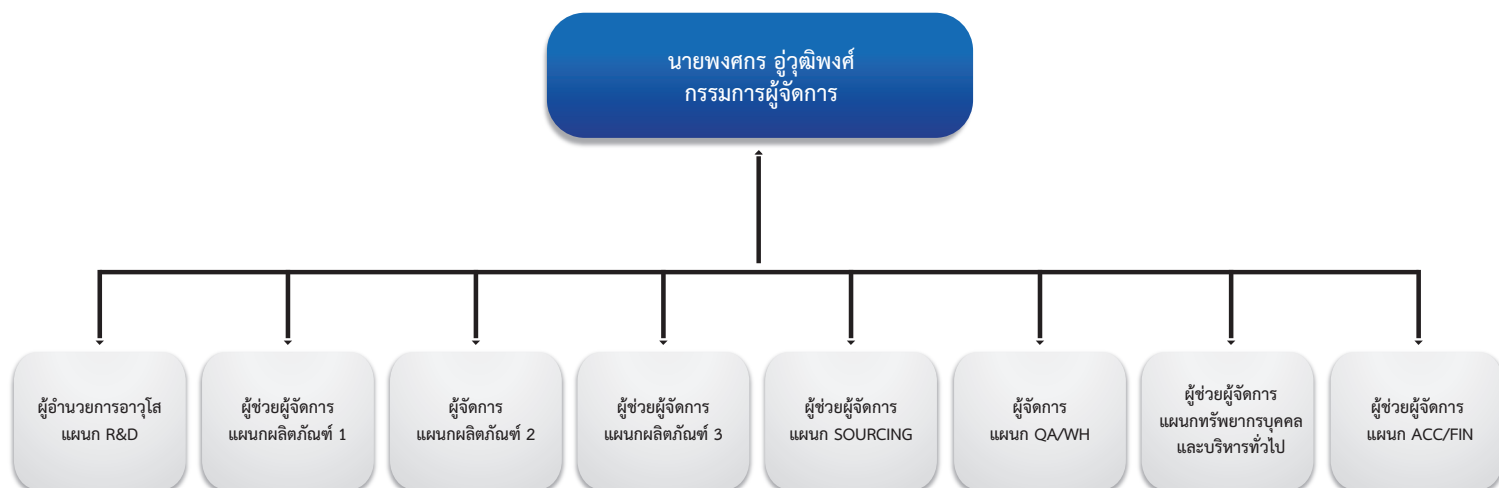 นายพงศกร อู่วุฒิพงศ์
กรรมการผู้จัดการ
ผู้อำนวยการอาวุโส
แผนก R&D
ผู้ช่วยผู้จัดการ
แผนกผลิตภัณฑ์ 1
ผู้จัดการ
แผนกผลิตภัณฑ์ 2
ผู้ช่วยผู้จัดการ
แผนกผลิตภัณฑ์ 3
ผู้ช่วยผู้จัดการ
แผนก SOURCING
ผู้จัดการ
แผนก QA/WH
ผู้ช่วยผู้จัดการ
แผนกทรัพยากรบุคคล
และบริหารทั่วไป
ผู้ช่วยผู้จัดการ
แผนก ACC/FIN